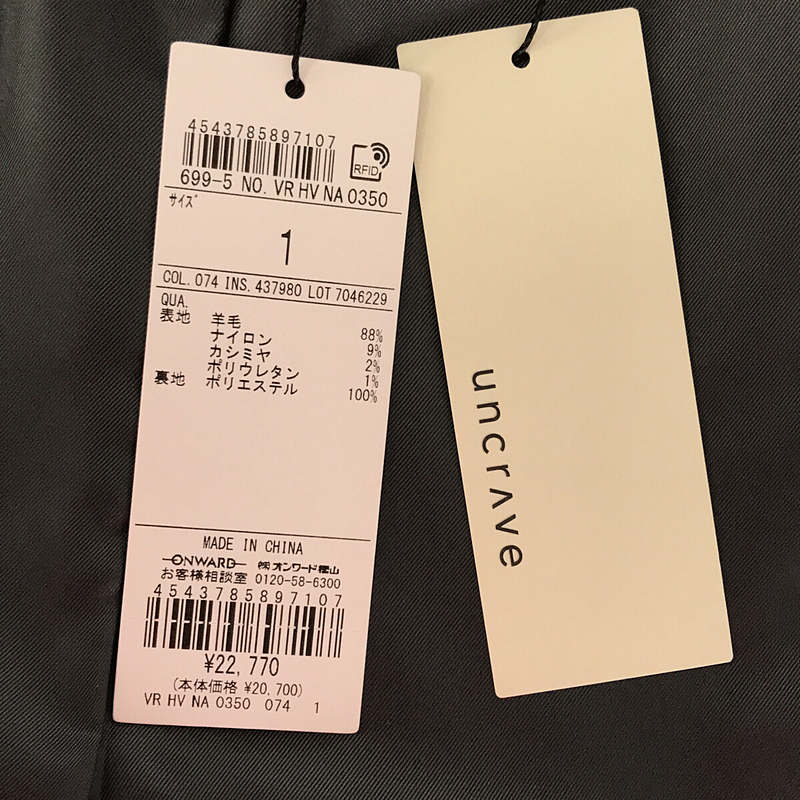 4543785897107
RFID
699-5 NO. VR HV NA 0350
サイズ
1
COL. 074 INS. 437980 LOT 7046229
QUA.
表地 羊毛 88%
ナイロン 9%
カシミヤ 2%
ポリウレタン 1%
裏地 ポリエステル 100%
MADE IN CHINA
ONWARD ㈱オンワード樫山
お客様相談室 0120-58-6300
4543785897107
¥22,770
(本体価格 ¥20,700)
VR HV NA 0350 074 1
uncrave